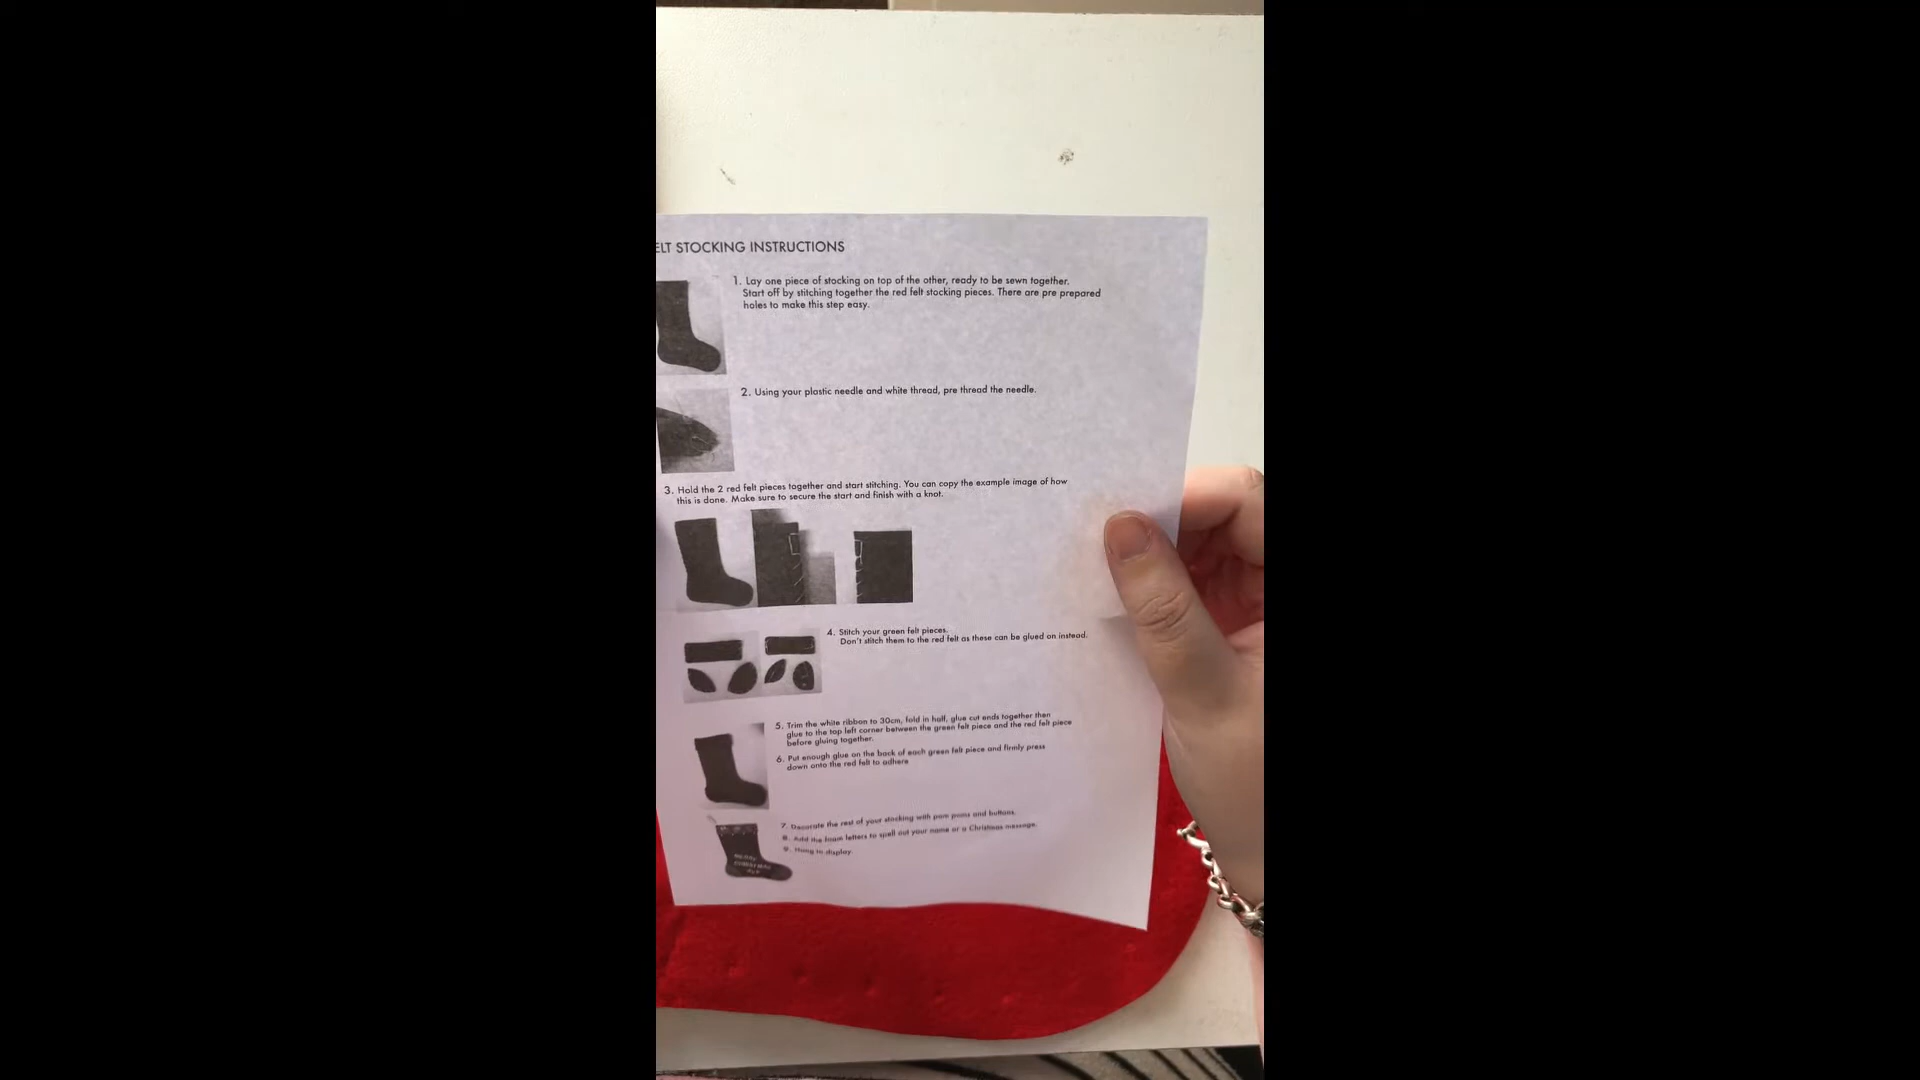 ELT STOCKING INSTRUCTIONS
1. Lay one piece of stocking on top of the other, ready to be sewn together.
Start off by stitching together the red felt stocking pieces. There are pre prepared
holes to make this step easy.
2. Using your plastic needle and white thread, pre thread the needle.
3. Hold the 2 red felt pieces together and start stitching. You can copy the example image of how
this is done. Make sure to secure the start and finish with a knot.
4. Stitch your green felt pieces.
Don't stitch them to the red felt as these can be glued on instead.
5. Trim the white ribbon to 30cm, fold in half, glue cut ends together then
glue to the top left corner between the green felt piece and the red felt piece
before gluing together.
6. Put enough glue on the back of each green felt piece and firmly press
down onto the red felt to adhere
7. Decorate the rest of your stocking with pom poms and buttons.
8. Add the foam letters to spell out your name or a Christmas message.
9. Hang to display